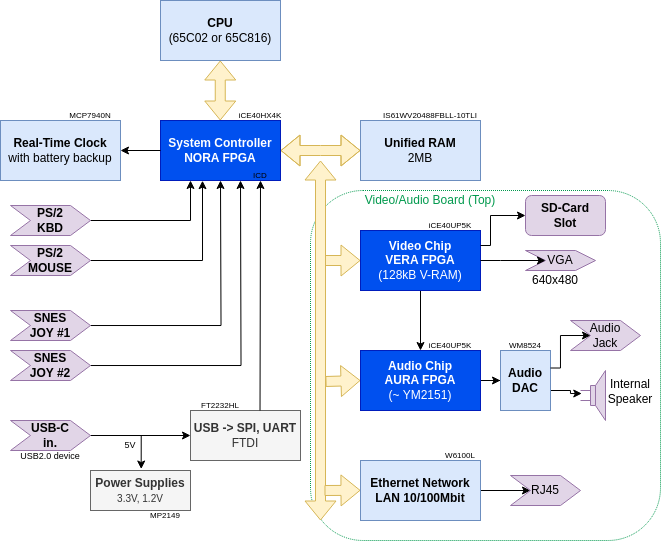 CPU
(65C02 or 65C816)
MCP7940N
iCE40HX4K
IS61WV20488FBLL-10TLI
Real-Time Clock
with battery backup
System Controller
NORA FPGA
ICD
Unified RAM
2MB
Video/Audio Board (Top)
PS/2
KBD
PS/2
MOUSE
SNES
JOY #1
SNES
JOY #2
iCE40UP5K
Video Chip
VERA FPGA
(128kB V-RAM)
SD-Card
Slot
VGA
640x480
iCE40UP5K
Audio Chip
AURA FPGA
(~ YM2151)
WM8524
Audio
DAC
Audio
Jack
Internal
Speaker
FT2232HL
USB -> SPI, UART
FTDI
USB-C
in.
USB2.0 device
5V
Power Supplies
3.3V, 1.2V
MP2149
W6100L
Ethernet Network
LAN 10/100Mbit
RJ45